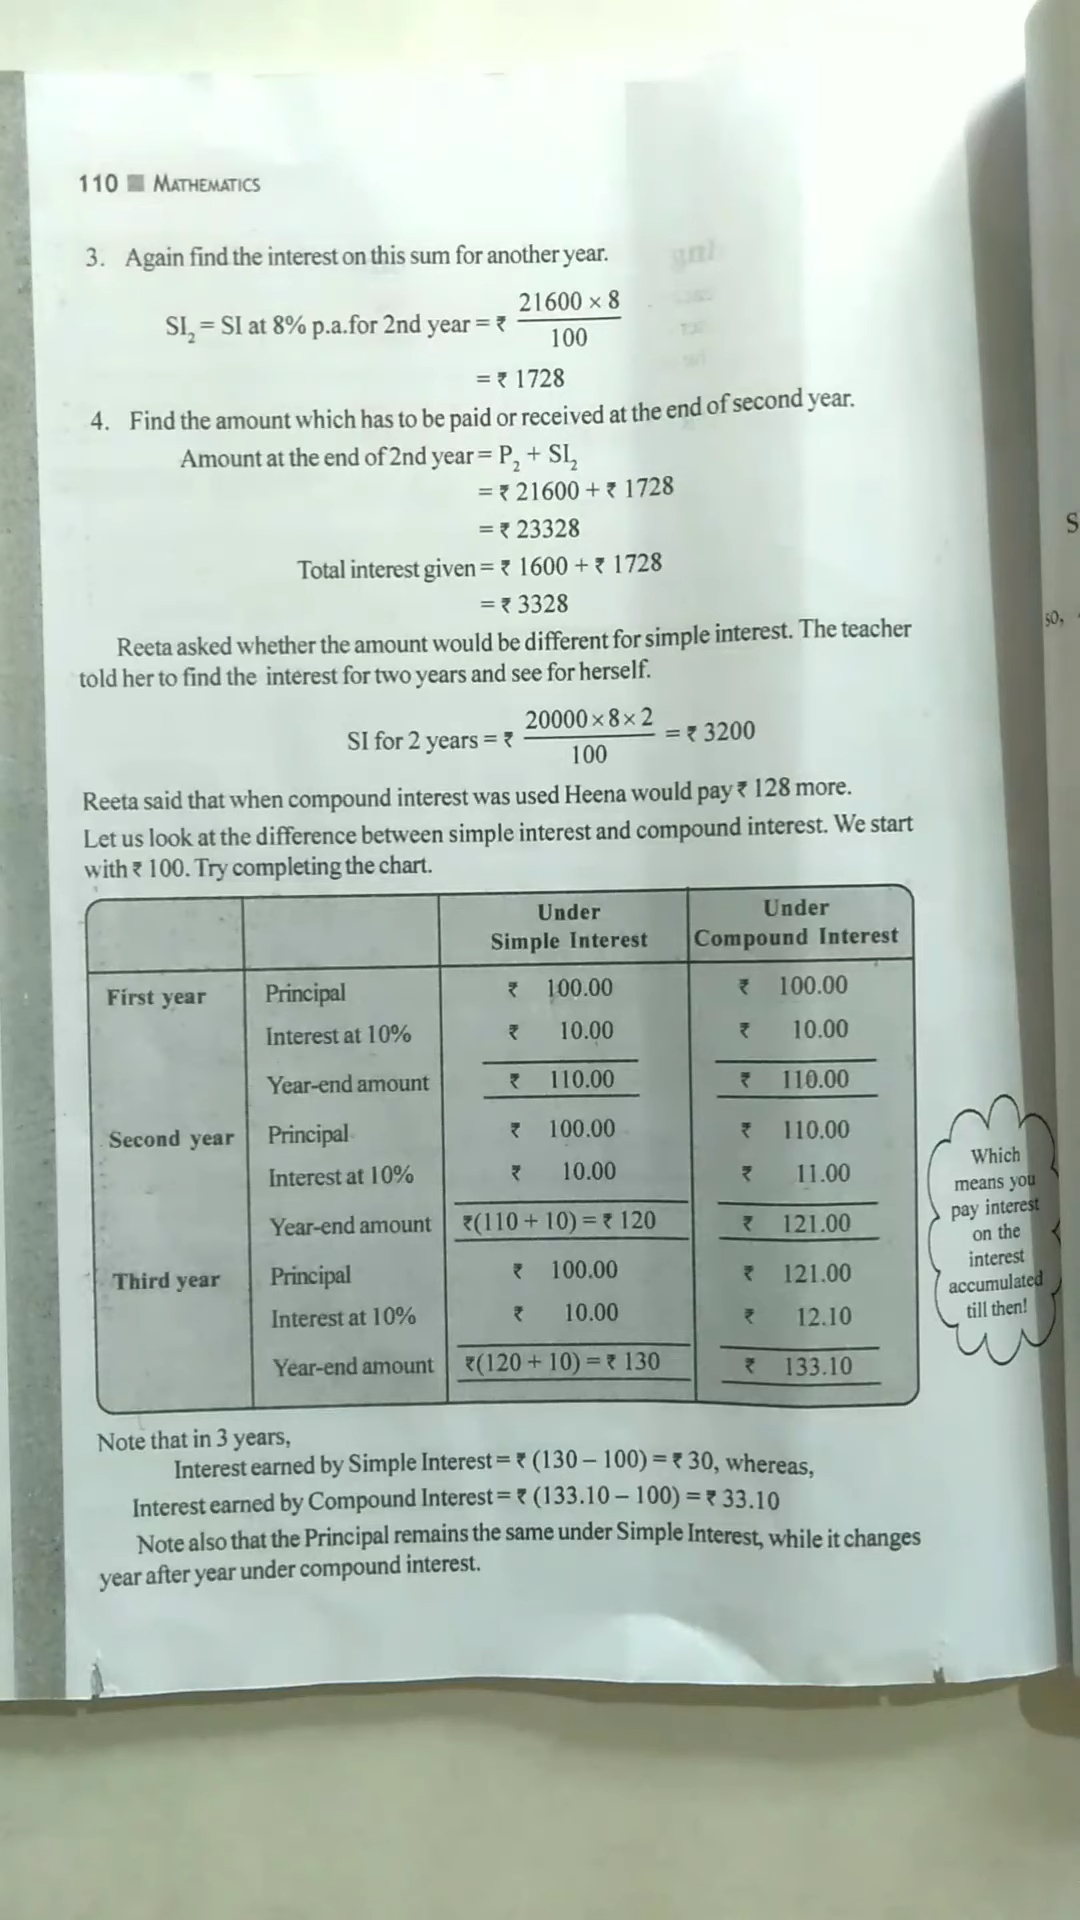 110 ■ MATHEMATICS
3. Again find the interest on this sum for another year.
SI₂ = SI at 8% p.a.for 2nd year = ₹ (21600 × 8)/100
= ₹ 1728
4. Find the amount which has to be paid or received at the end of second year.
Amount at the end of 2nd year = P₂ + SI₂
= ₹ 21600 + ₹ 1728
= ₹ 23328
Total interest given = ₹ 1600 + ₹ 1728
= ₹ 3328
Reeta asked whether the amount would be different for simple interest. The teacher
told her to find the interest for two years and see for herself.
SI for 2 years = ₹ (20000 × 8 × 2)/100 = ₹ 3200
Reeta said that when compound interest was used Heena would pay ₹ 128 more.
Let us look at the difference between simple interest and compound interest. We start
with ₹ 100. Try completing the chart.
Under Under
Simple Interest Compound Interest
First year Principal ₹ 100.00 ₹ 100.00
Interest at 10% ₹ 10.00 ₹ 10.00
Year-end amount ₹ 110.00 ₹ 110.00
Second year Principal ₹ 100.00 ₹ 110.00
Interest at 10% ₹ 10.00 ₹ 11.00
Year-end amount ₹(110 + 10) = ₹ 120 ₹ 121.00
Third year Principal ₹ 100.00 ₹ 121.00
Interest at 10% ₹ 10.00 ₹ 12.10
Year-end amount ₹(120 + 10) = ₹ 130 ₹ 133.10
Which
means you
pay interest
on the
interest
accumulated
till then!
Note that in 3 years,
Interest earned by Simple Interest = ₹ (130 – 100) = ₹ 30, whereas,
Interest earned by Compound Interest = ₹ (133.10 – 100) = ₹ 33.10
Note also that the Principal remains the same under Simple Interest, while it changes
year after year under compound interest.
S
so,